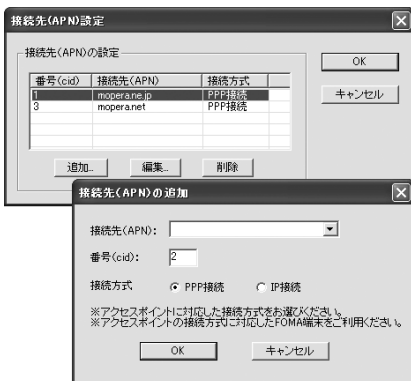 接続先(APN)設定
接続先(APN)の設定
番号(cid) 接続先(APN) 接続方式
1 mopera.ne.jp PPP接続
3 mopera.net PPP接続
追加... 編集... 削除
OK
キャンセル
接続先(APN)の追加
接続先(APN):
番号(cid): 2
接続方式 PPP接続 IP接続
※アクセスポイントに対応した接続方式をお選びください。
※アクセスポイントの接続方式に対応したFOMA端末をご利用ください。
OK キャンセル